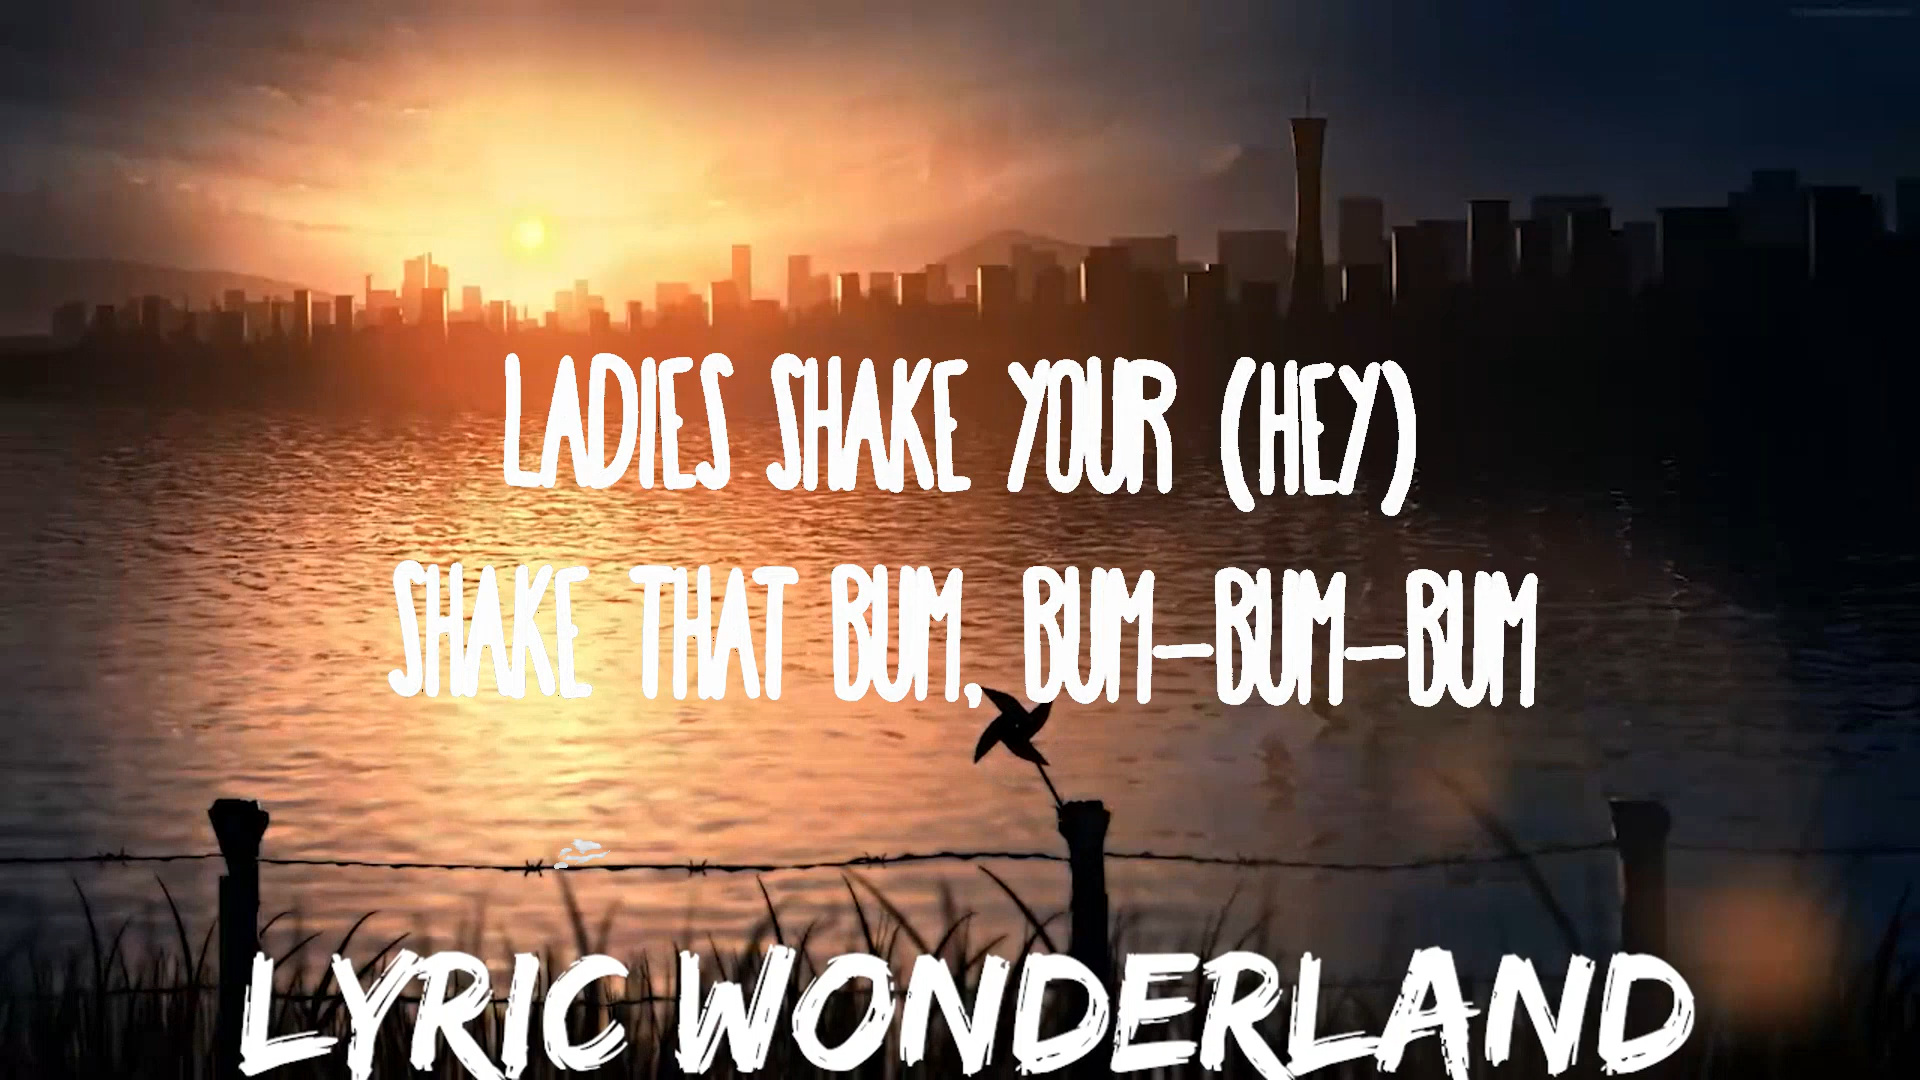 LADIES SHAKE YOUR (HEY)
SHAKE THAT BUM, BUM-BUM-BUM
LYRIC WONDERLAND